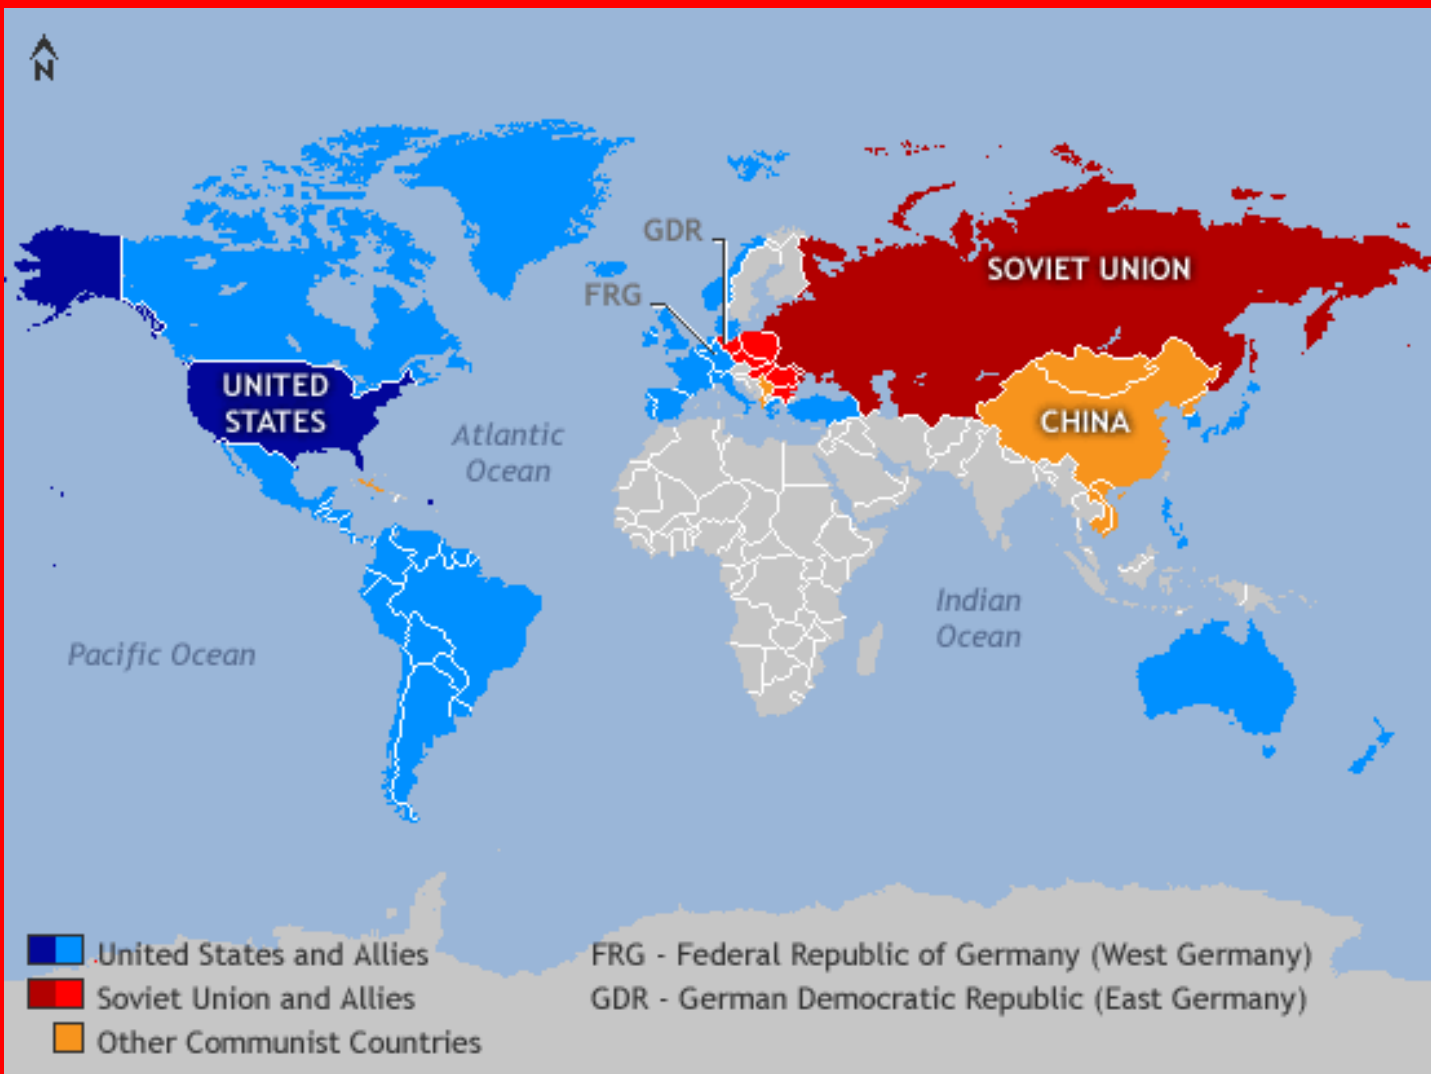 N
GDR
SOVIET UNION
FRG
UNITED
STATES
CHINA
Atlantic
Ocean
Indian
Ocean
Pacific Ocean
United States and Allies
Soviet Union and Allies
Other Communist Countries
FRG - Federal Republic of Germany (West Germany)
GDR - German Democratic Republic (East Germany)